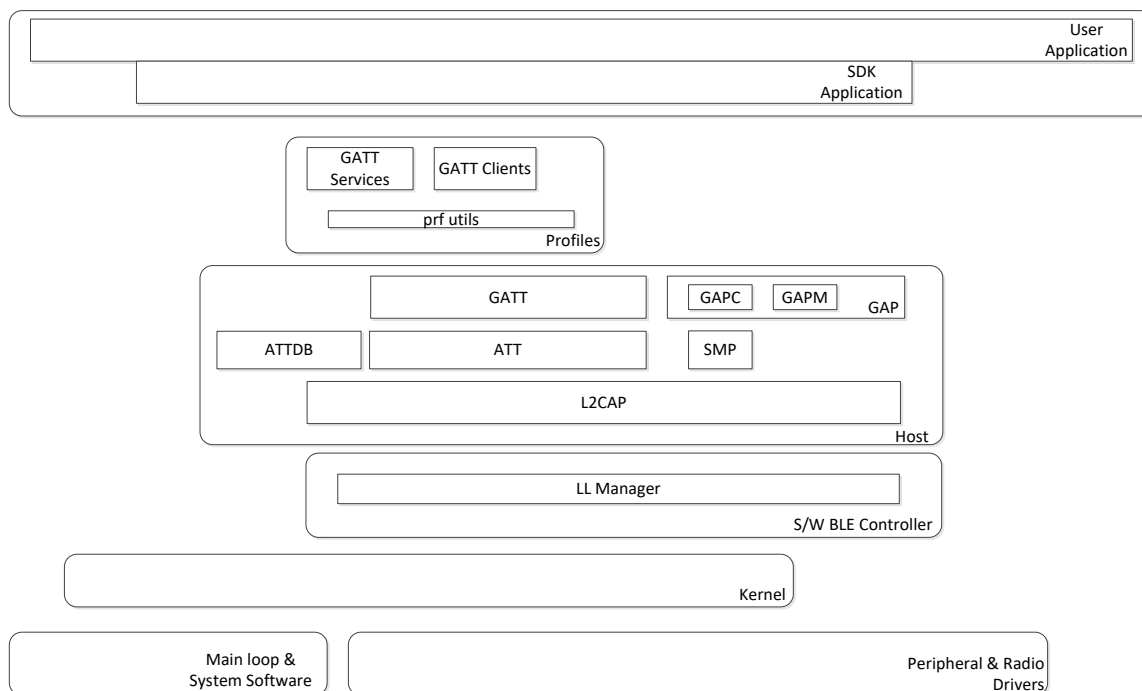 User
Application
SDK
Application
GATT
Services
GATT Clients
prf utils
Profiles
GATT
GAPC
GAPM
GAP
ATTDB
ATT
SMP
L2CAP
Host
LL Manager
S/W BLE Controller
Kernel
Main loop &
System Software
Peripheral & Radio
Drivers